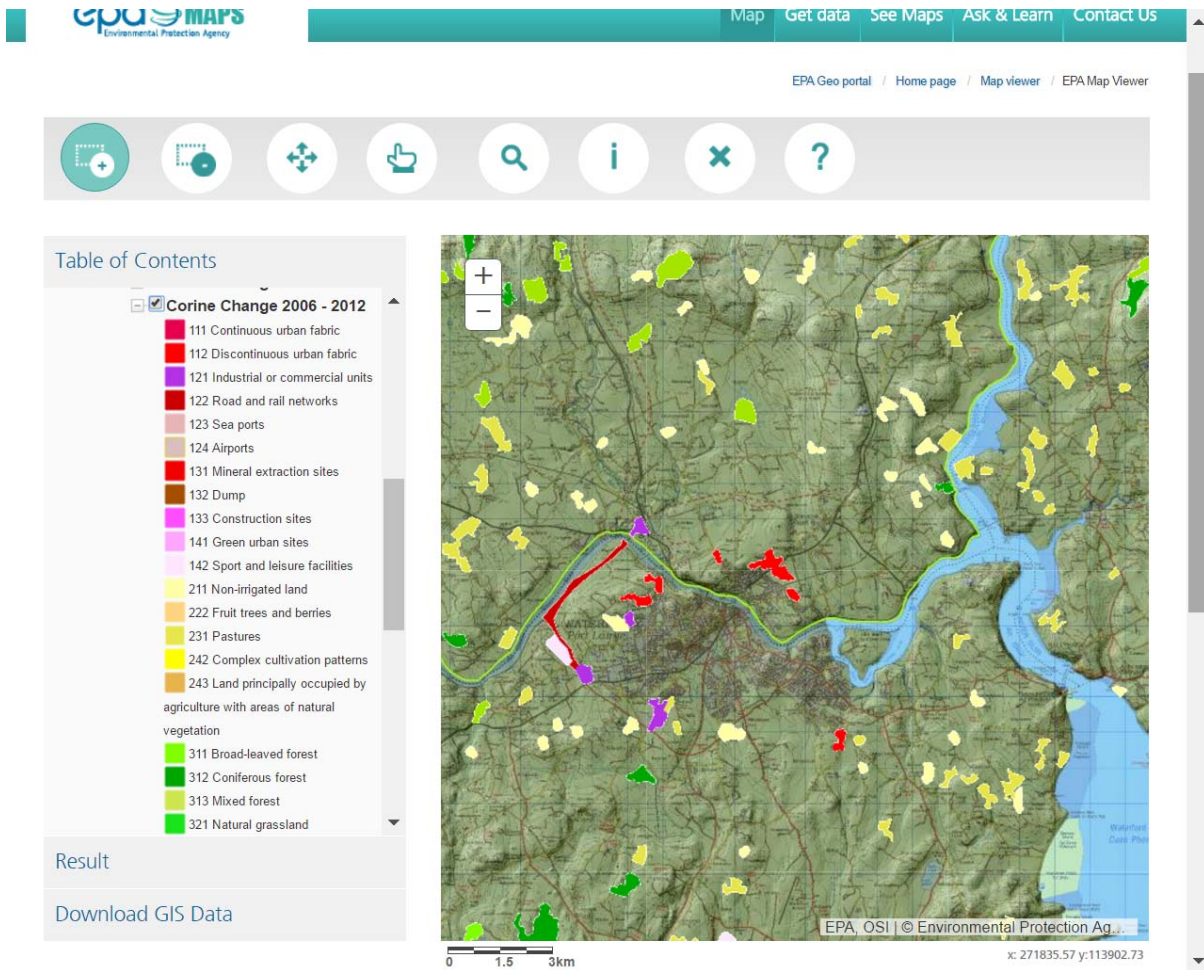 epa MAPS
Environmental Protection Agency
Map Get data See Maps Ask & Learn Contact Us
EPA Geo portal / Home page / Map viewer / EPA Map Viewer
+ - i ?
Table of Contents
Corine Change 2006 - 2012
111 Continuous urban fabric
112 Discontinuous urban fabric
121 Industrial or commercial units
122 Road and rail networks
123 Sea ports
124 Airports
131 Mineral extraction sites
132 Dump
133 Construction sites
141 Green urban sites
142 Sport and leisure facilities
211 Non-irrigated land
222 Fruit trees and berries
231 Pastures
242 Complex cultivation patterns
243 Land principally occupied by
agriculture with areas of natural
vegetation
311 Broad-leaved forest
312 Coniferous forest
313 Mixed forest
321 Natural grassland
Result
Download GIS Data
+
−
Waterford
EPA, OSI | © Environmental Protection Ag...
0 1.5 3km
x: 271835.57 y:113902.73